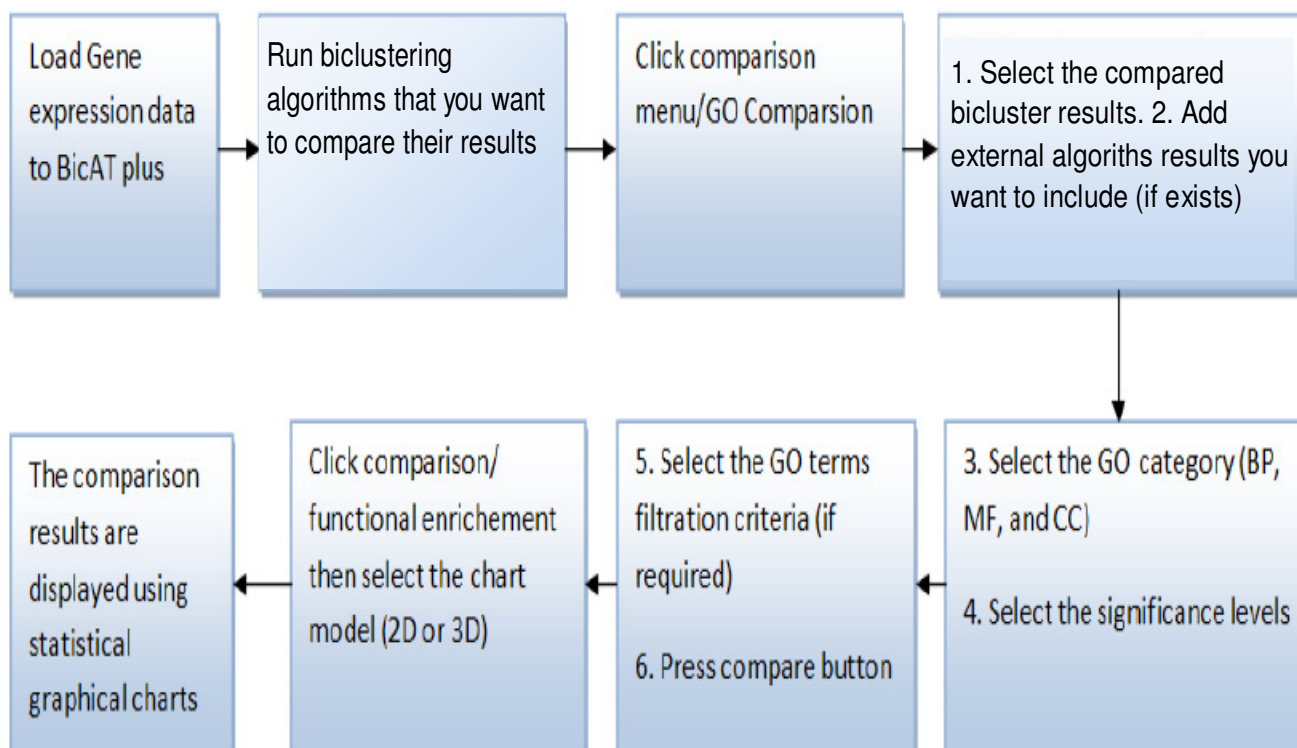 Load Gene
expression data
to BicAT plus
Run biclustering
algorithms that you want
to compare their results
Click comparison
menu/GO Comparsion
1. Select the compared
bicluster results. 2. Add
external algoriths results you
want to include (if exists)
3. Select the GO category (BP,
MF, and CC)
4. Select the significance levels
5. Select the GO terms
filtration criteria (if
required)
6. Press compare button
Click comparison/
functional enrichement
then select the chart
model (2D or 3D)
The comparison
results are
displayed using
statistical
graphical charts